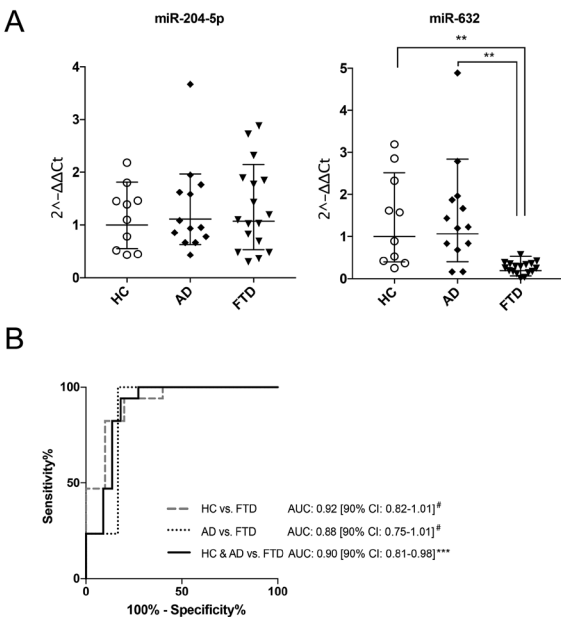 A
miR-204-5p
miR-632
2^-ΔΔCt
4
3
2
1
0
HC
AD
FTD
2^-ΔΔCt
5
4
3
2
1
0
**
**
HC
AD
FTD
B
Sensitivity%
100
50
0
0
50
100
100% - Specificity%
HC vs. FTD AUC: 0.92 [90% CI: 0.82-1.01]#
AD vs. FTD AUC: 0.88 [90% CI: 0.75-1.01]#
HC & AD vs. FTD AUC: 0.90 [90% CI: 0.81-0.98]***